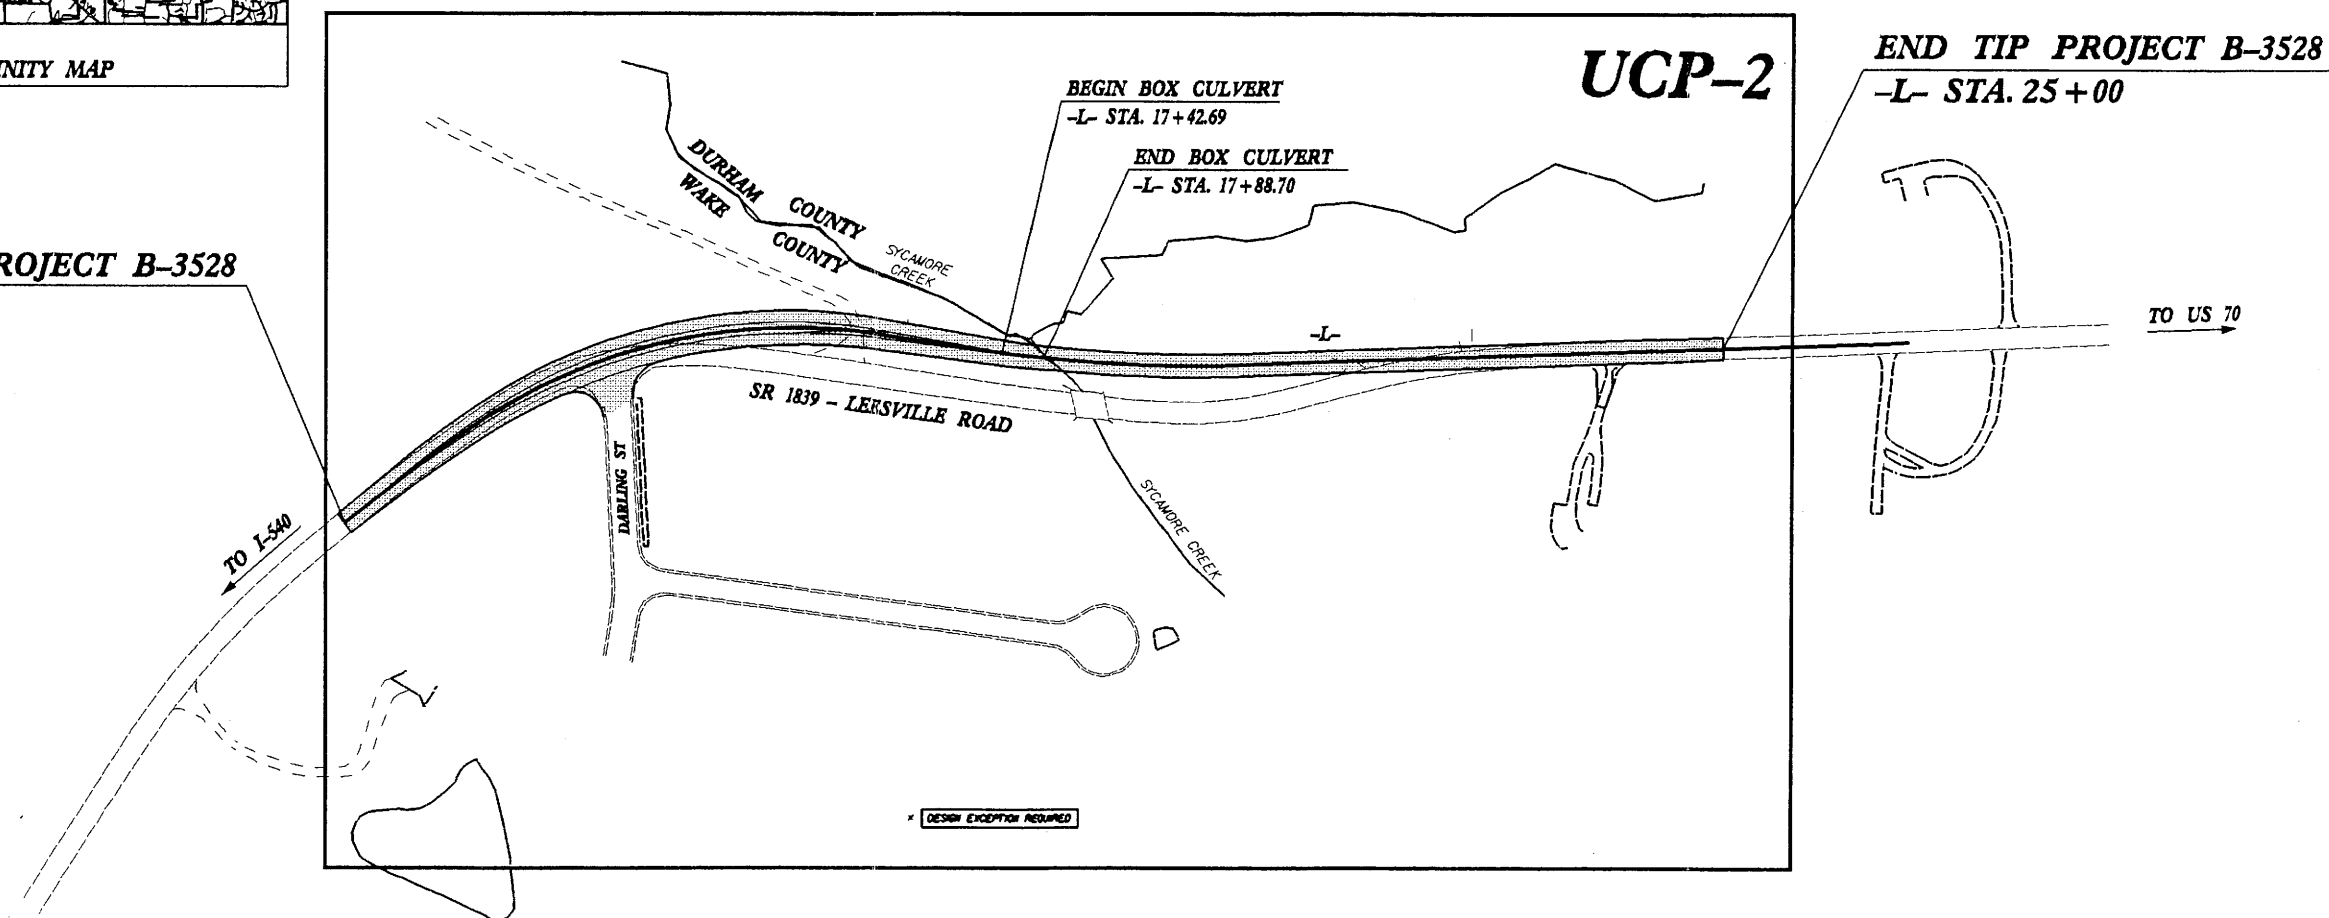 INITY MAP
UCP-2
END TIP PROJECT B-3528
-L- STA. 25+00
BEGIN BOX CULVERT
-L- STA. 17+42.69
END BOX CULVERT
-L- STA. 17+88.70
DURHAM COUNTY
WAKE COUNTY
SYCAMORE
CREEK
ROJECT B-3528
-L-
TO US 70
SR 1839 - LEESVILLE ROAD
DARLING ST
SYCAMORE CREEK
TO I-540
* DESIGN EXCEPTION REQUIRED